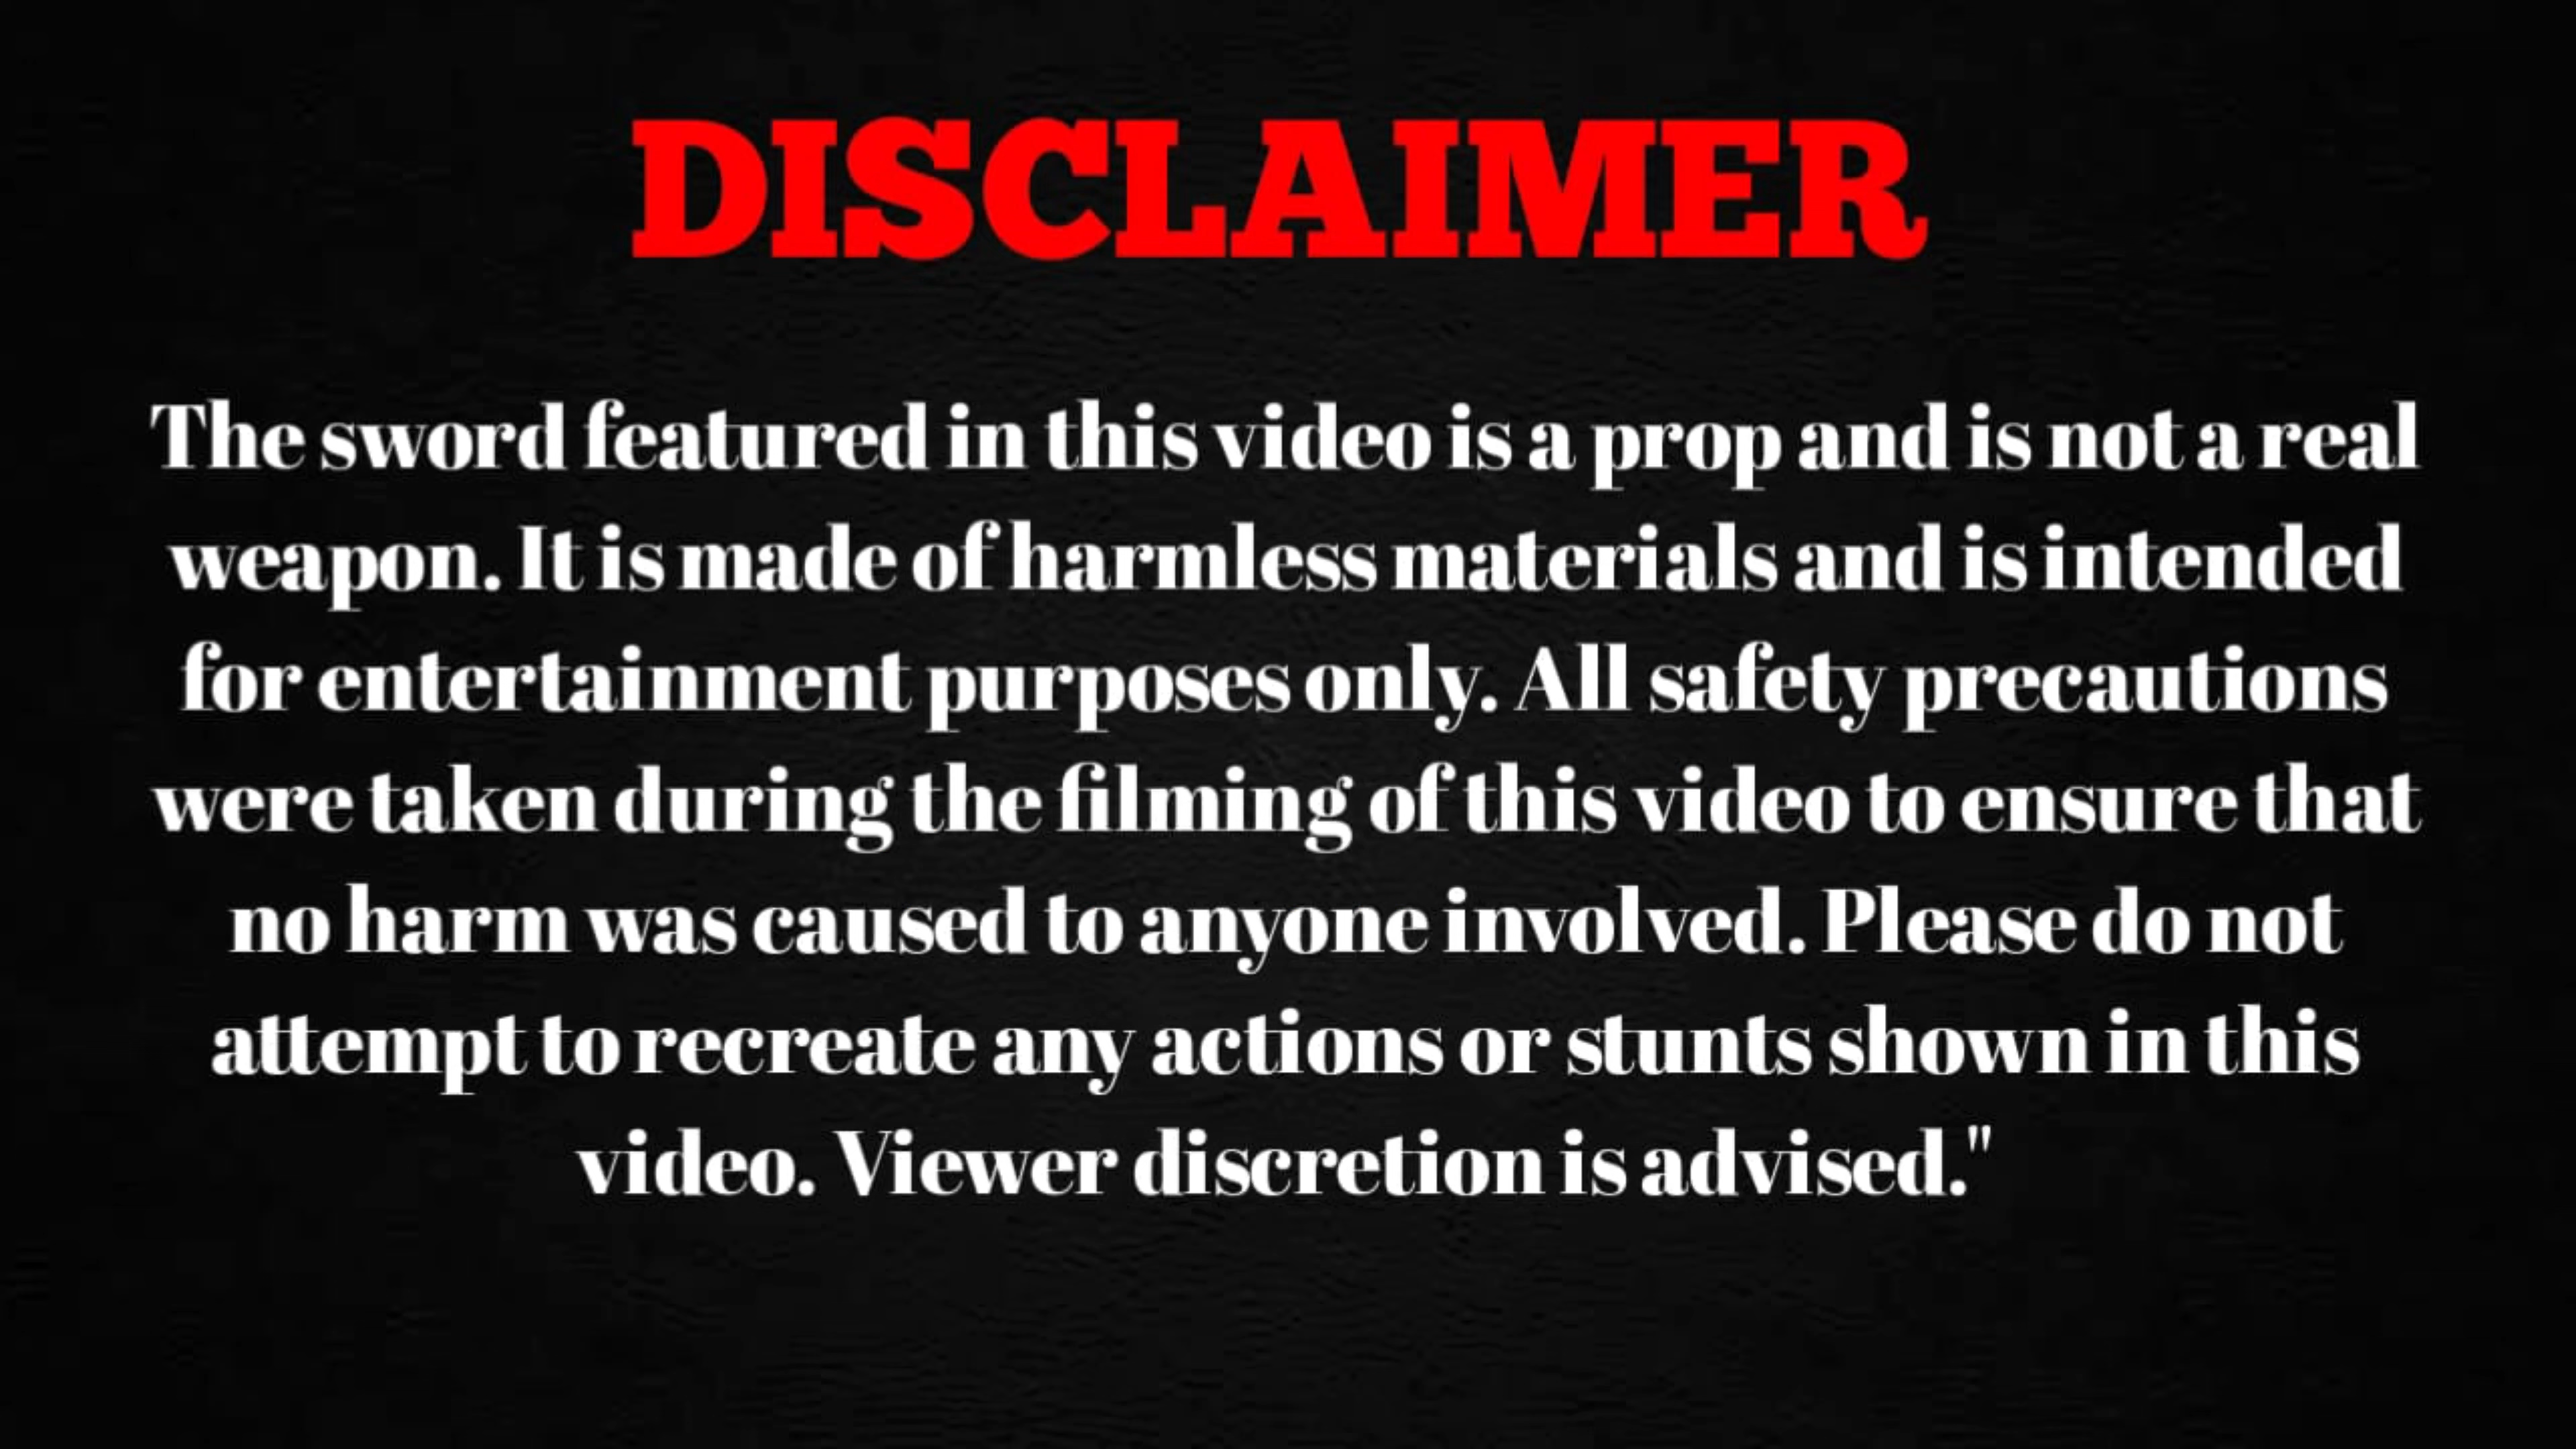 DISCLAIMER
The sword featured in this video is a prop and is not a real
weapon. It is made of harmless materials and is intended
for entertainment purposes only. All safety precautions
were taken during the filming of this video to ensure that
no harm was caused to anyone involved. Please do not
attempt to recreate any actions or stunts shown in this
video. Viewer discretion is advised."